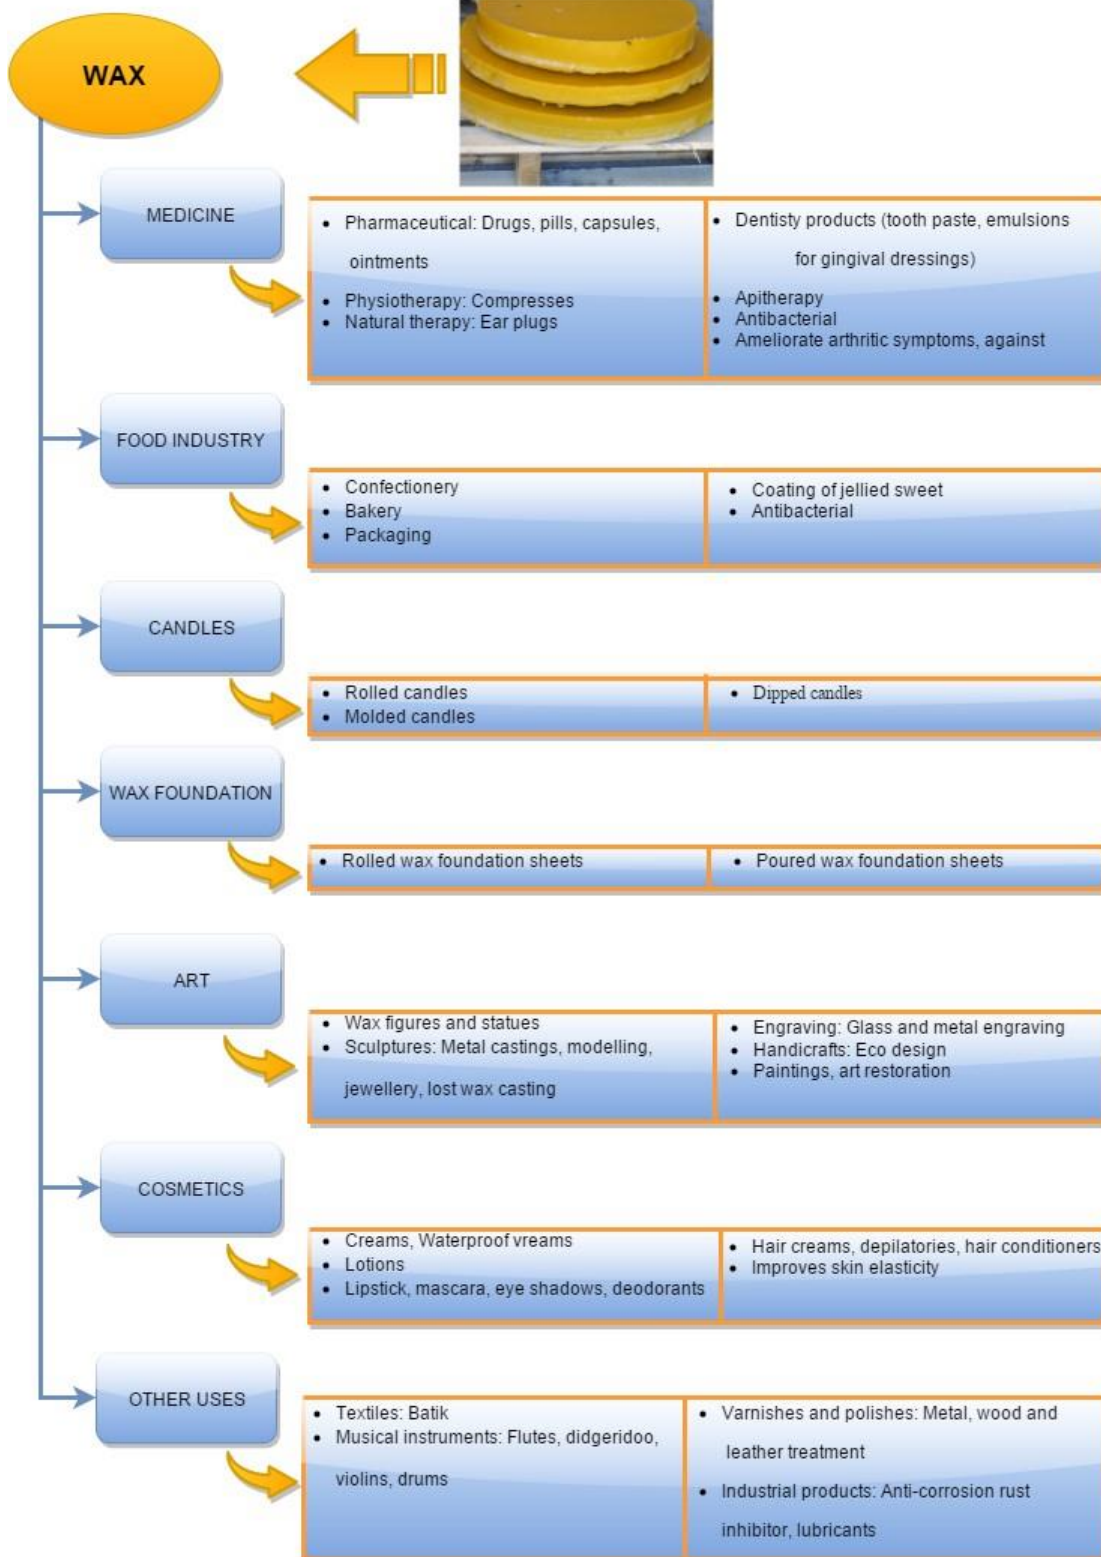 WAX
MEDICINE
• Pharmaceutical: Drugs, pills, capsules,
ointments
• Physiotherapy: Compresses
• Natural therapy: Ear plugs
• Dentisty products (tooth paste, emulsions
for gingival dressings)
• Apitherapy
• Antibacterial
• Ameliorate arthritic symptoms, against
FOOD INDUSTRY
• Confectionery
• Bakery
• Packaging
• Coating of jellied sweet
• Antibacterial
CANDLES
• Rolled candles
• Molded candles
• Dipped candles
WAX FOUNDATION
• Rolled wax foundation sheets
• Poured wax foundation sheets
ART
• Wax figures and statues
• Sculptures: Metal castings, modelling,
jewellery, lost wax casting
• Engraving: Glass and metal engraving
• Handicrafts: Eco design
• Paintings, art restoration
COSMETICS
• Creams, Waterproof vreams
• Lotions
• Lipstick, mascara, eye shadows, deodorants
• Hair creams, depilatories, hair conditioners
• Improves skin elasticity
OTHER USES
• Textiles: Batik
• Musical instruments: Flutes, didgeridoo,
violins, drums
• Varnishes and polishes: Metal, wood and
leather treatment
• Industrial products: Anti-corrosion rust
inhibitor, lubricants